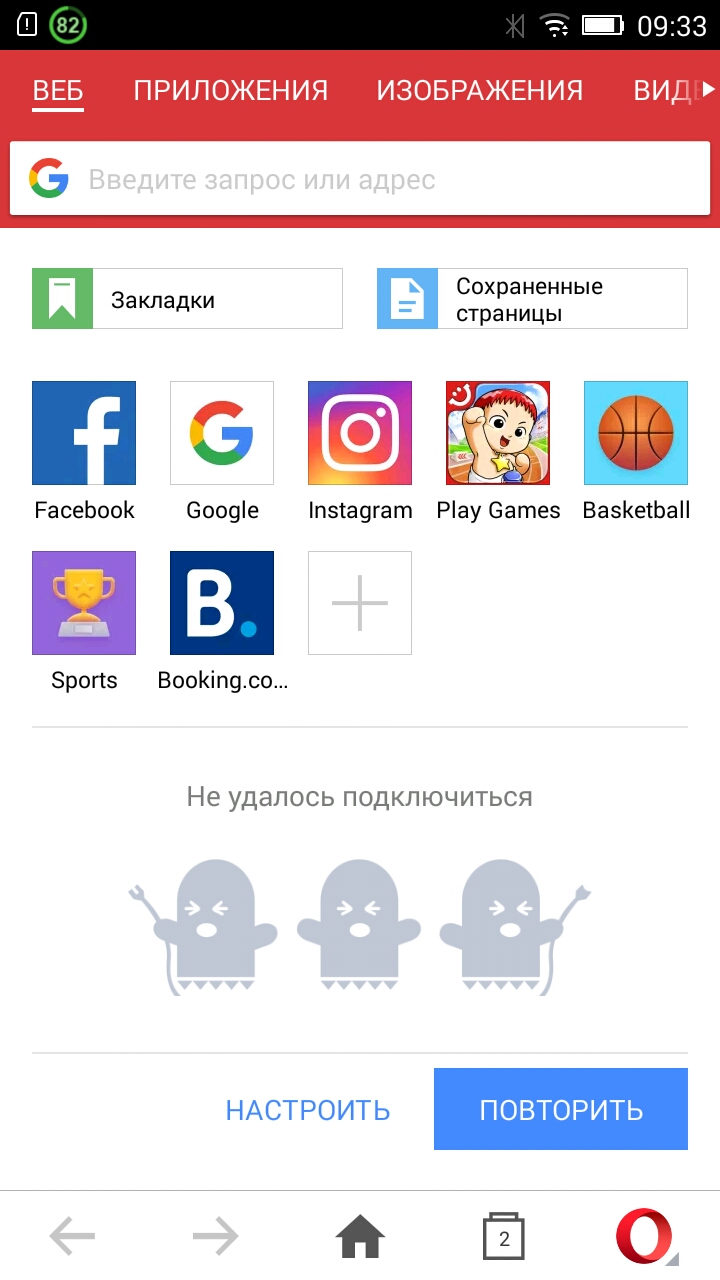 82
09:33
ВЕБ ПРИЛОЖЕНИЯ ИЗОБРАЖЕНИЯ
Введите запрос или адрес
Закладки
Сохраненные
страницы
Facebook Google Instagram Play Games Basketball
B.
Sports Booking.co...
Не удалось подключиться
НАСТРОИТЬ ПОВТОРИТЬ
2